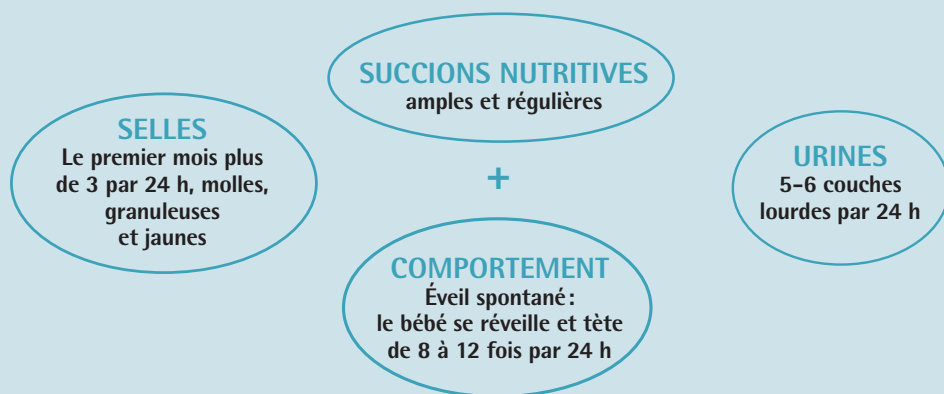 SUCCIONS NUTRITIVES
amples et régulières
SELLES
Le premier mois plus
de 3 par 24 h, molles,
granuleuses
et jaunes
+
URINES
5-6 couches
lourdes par 24 h
COMPORTEMENT
Éveil spontané :
le bébé se réveille et tète
de 8 à 12 fois par 24 h